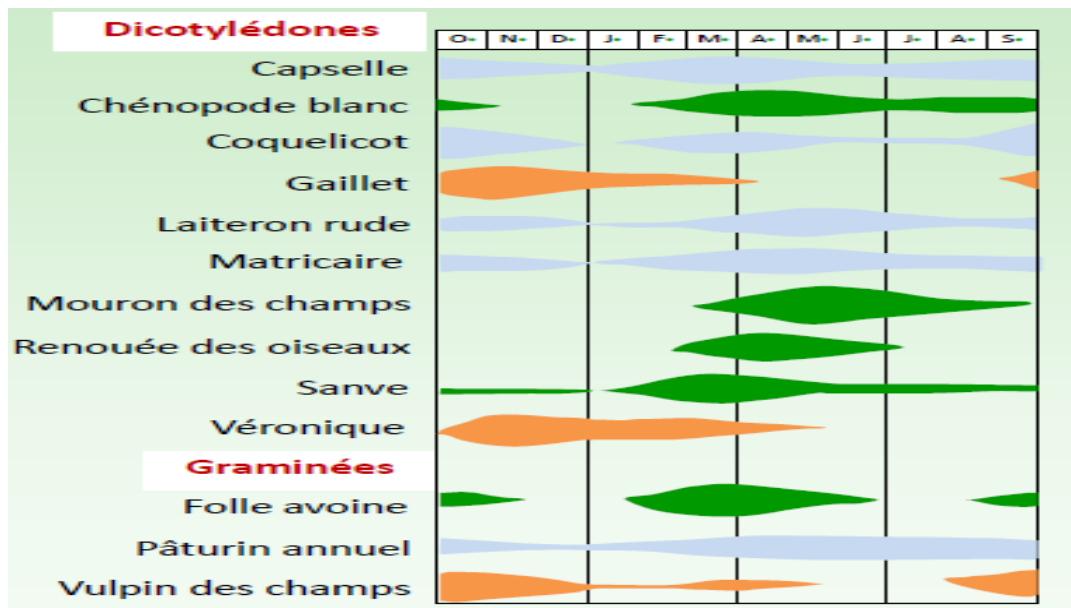 Dicotylédones
O N D J F M A M J J A S
Capselle
Chénopode blanc
Coquelicot
Gaillet
Laiteron rude
Matricaire
Mouron des champs
Renouée des oiseaux
Sanve
Véronique
Graminées
Folle avoine
Pâturin annuel
Vulpin des champs